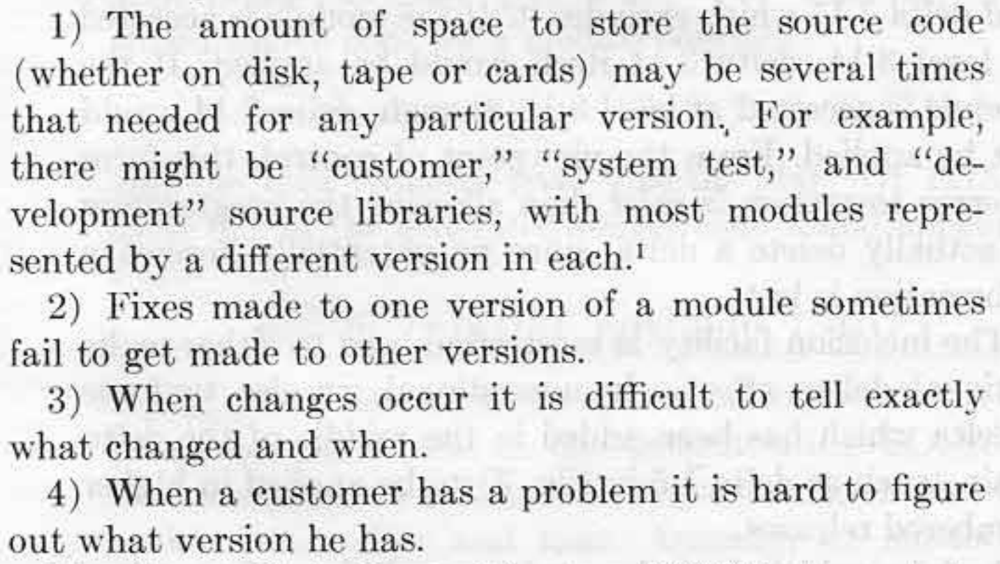 1) The amount of space to store the source code
(whether on disk, tape or cards) may be several times
that needed for any particular version. For example,
there might be “customer,” “system test,” and “de-
velopment” source libraries, with most modules repre-
sented by a different version in each.¹
2) Fixes made to one version of a module sometimes
fail to get made to other versions.
3) When changes occur it is difficult to tell exactly
what changed and when.
4) When a customer has a problem it is hard to figure
out what version he has.